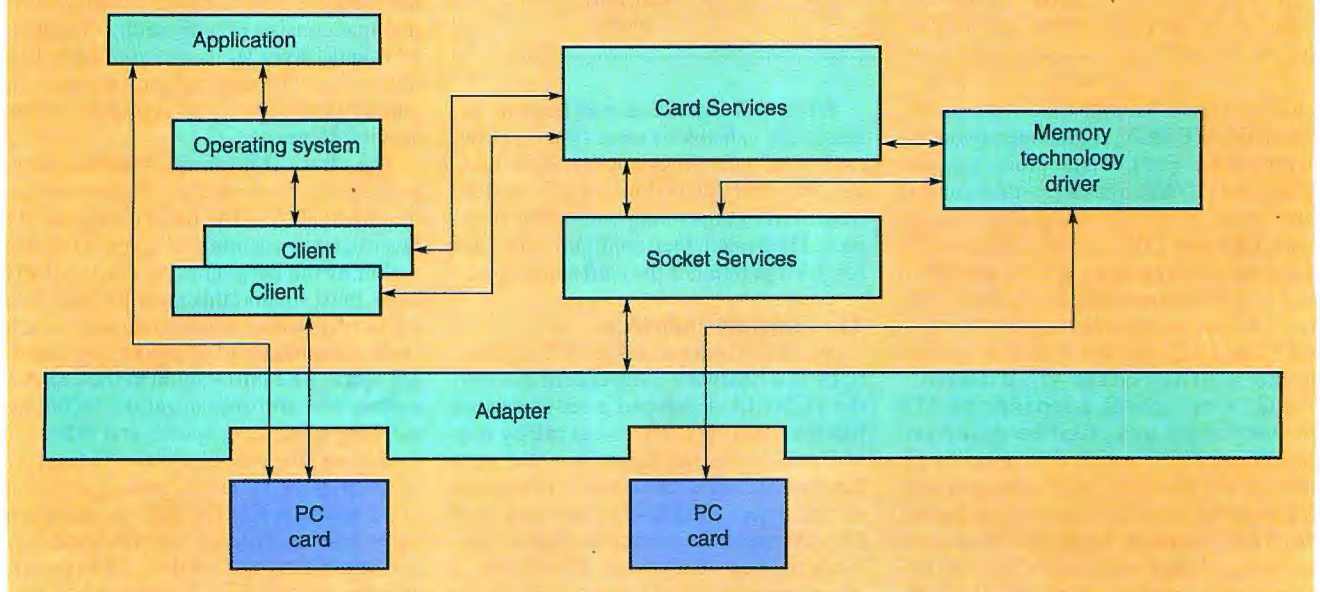 Application
Operating system
Client
Client
Card Services
Socket Services
Memory
technology
driver
Adapter
PC
card
PC
card